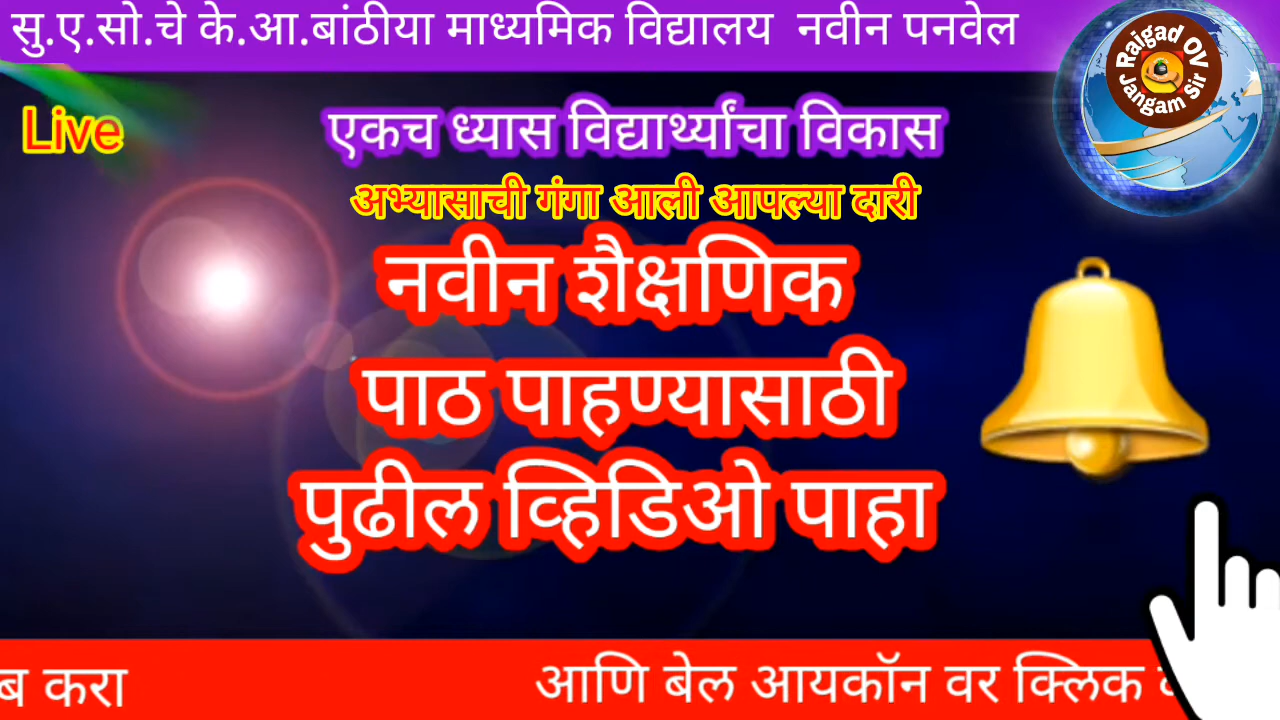 सु.ए.सो.चे के.आ.बांठीया माध्यमिक विद्यालय नवीन पनवेल
Raigad OV
Jangam Sir
Live
एकच ध्यास विद्यार्थ्यांचा विकास
अभ्यासाची गंगा आली आपल्या दारी
नवीन शैक्षणिक
पाठ पाहण्यासाठी
पुढील व्हिडिओ पाहा
ब करा आणि बेल आयकॉन वर क्लिक